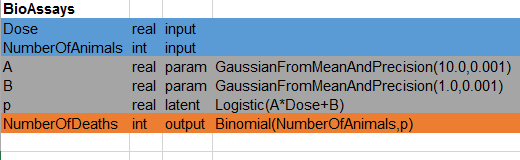 BioAssays
Dose real input
NumberOfAnimals int input
A real param GaussianFromMeanAndPrecision(10.0,0.001)
B real param GaussianFromMeanAndPrecision(1.0,0.001)
p real latent Logistic(A*Dose+B)
NumberOfDeaths int output Binomial(NumberOfAnimals,p)